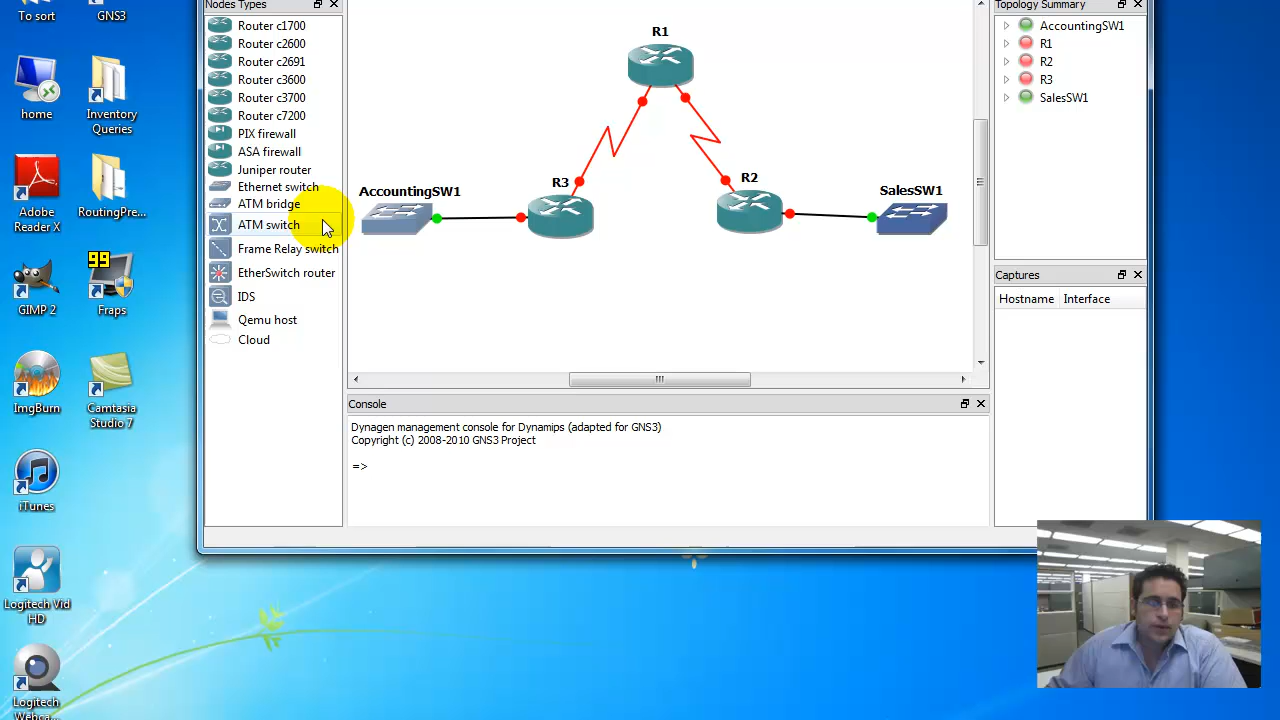 To sort
GNS3
home
Inventory
Queries
Adobe
Reader X
RoutingPre...
GIMP 2
99
Fraps
ImgBurn
Camtasia
Studio 7
iTunes
Logitech Vid
HD
Logitech
Webca...
Nodes Types
Router c1700
Router c2600
Router c2691
Router c3600
Router c3700
Router c7200
PIX firewall
ASA firewall
Juniper router
Ethernet switch
ATM bridge
ATM switch
Frame Relay switch
EtherSwitch router
IDS
Qemu host
Cloud
R1
R3
R2
AccountingSW1
SalesSW1
Console
Dynagen management console for Dynamips (adapted for GNS3)
Copyright (c) 2008-2010 GNS3 Project
=>
Topology Summary
AccountingSW1
R1
R2
R3
SalesSW1
Captures
Hostname
Interface